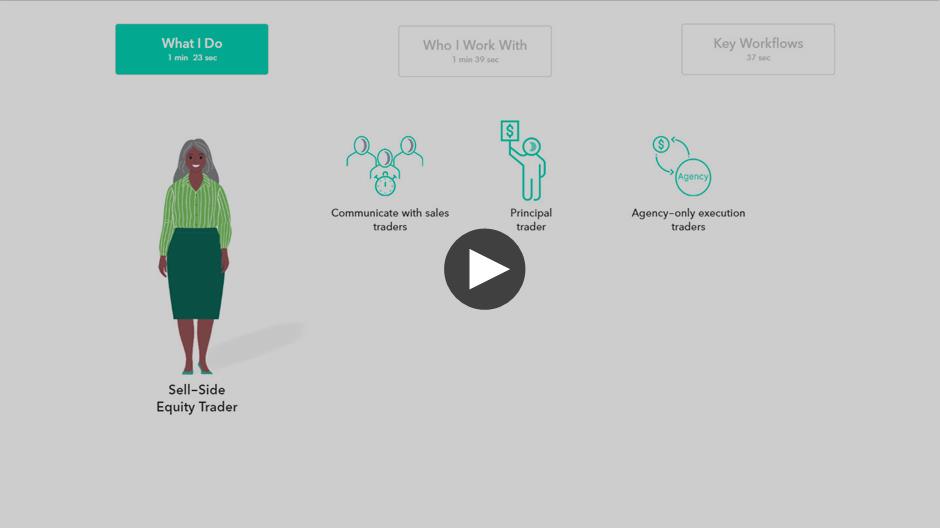 What I Do
1 min 23 sec
Who I Work With
1 min 39 sec
Key Workflows
37 sec
$
$
Agency
Communicate with sales
traders
Principal
trader
Agency-only execution
traders
Sell-Side
Equity Trader